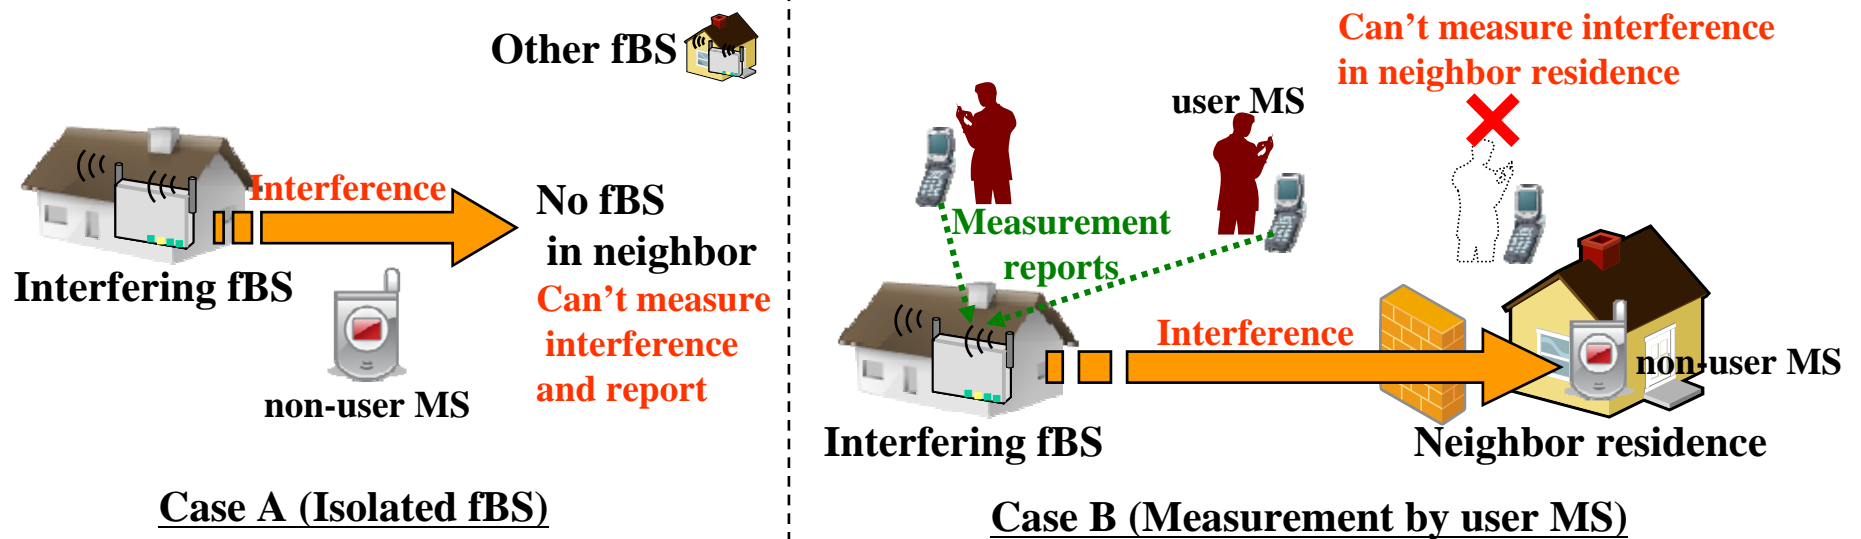 Other fBS
Interference
No fBS
in neighbor
Can't measure
interference
and report
Interfering fBS
non-user MS
Case A (Isolated fBS)
Can't measure interference
in neighbor residence
user MS
Measurement
reports
Interference
non-user MS
Interfering fBS
Neighbor residence
Case B (Measurement by user MS)